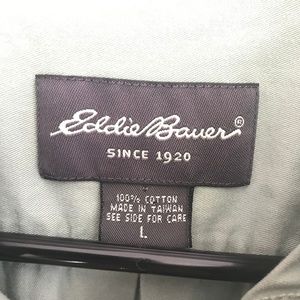 Eddie Bauer ®
SINCE 1920
100% COTTON
MADE IN TAIWAN
SEE SIDE FOR CARE
L